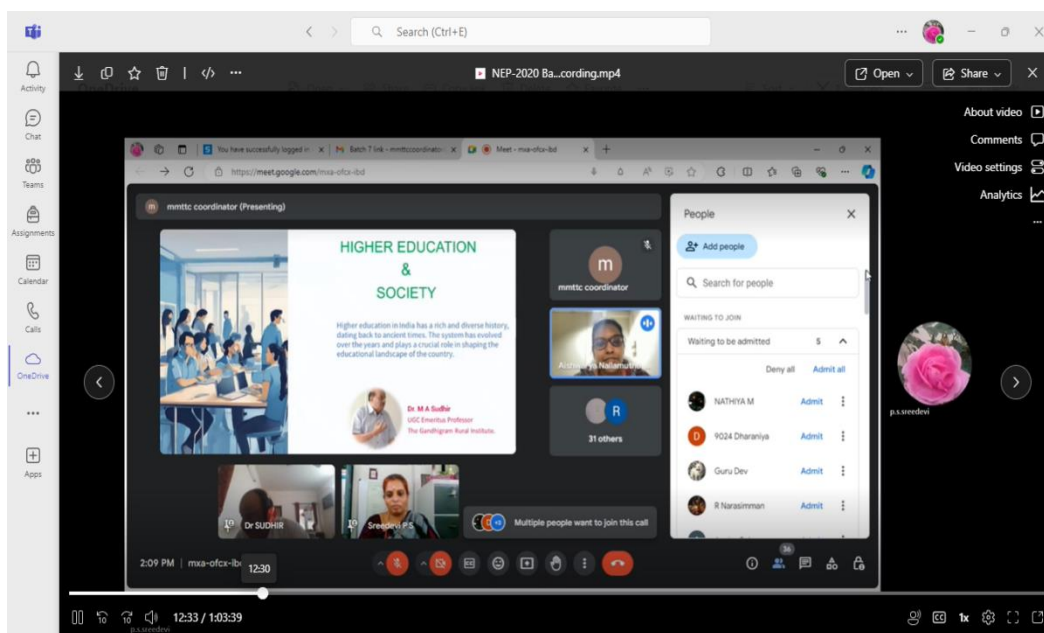 Search (Ctrl+E)
Activity
Chat
Teams
Assignments
Calendar
Calls
OneDrive
Apps
NEP-2020 Ba...cording.mp4
Open
Share
About video
Comments
Video settings
Analytics
You have successfully logged in
Batch 7 link - mmttccoordinato
Meet - mxa-ofcx-ibd
https://meet.google.com/mxa-ofcx-ibd
mmttc coordinator (Presenting)
HIGHER EDUCATION
&
SOCIETY
Higher education in India has a rich and diverse history,
dating back to ancient times. The system has evolved
over the years and plays a crucial role in shaping the
educational landscape of the country.
Dr. M A Sudhir
UGC Emeritus Professor
The Gandhigram Rural Institute.
m
mmttc coordinator
R
31 others
Dr SUDHIR
Sreedevi P S
Multiple people want to join this call
People
Add people
Search for people
WAITING TO JOIN
Waiting to be admitted 5
Deny all Admit all
NATHIYA M Admit
D 9024 Dharaniya Admit
Guru Dev Admit
R Narasimman Admit
p.s.sreedevi
2:09 PM | mxa-ofcx-ib
12:30
36
12:33 / 1:03:39
p.s.sreedevi
1x